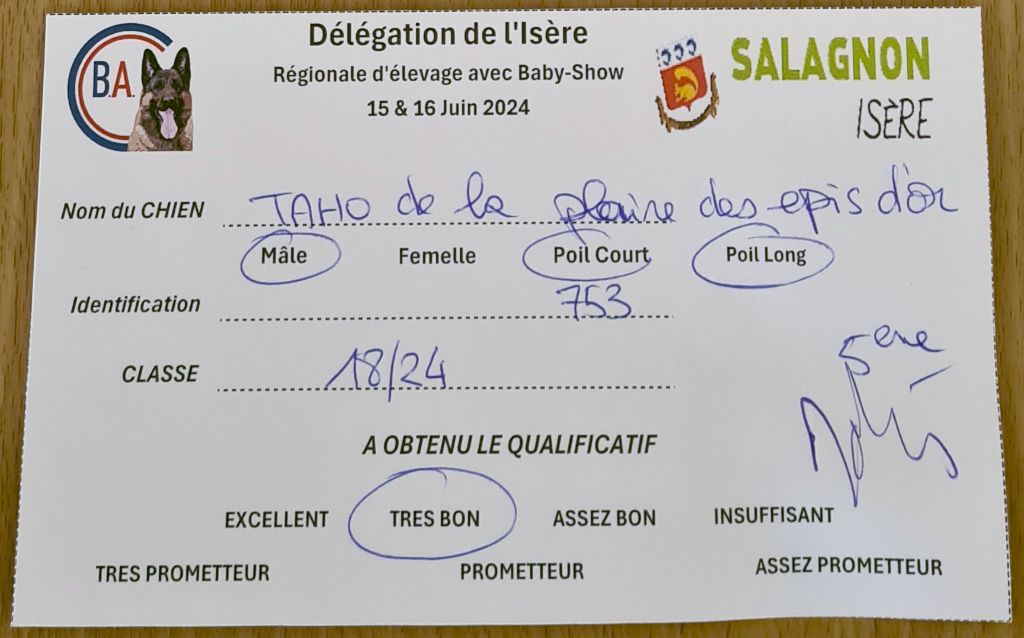 B.A.
Délégation de l'Isère
Régionale d'élevage avec Baby-Show
15 & 16 Juin 2024
SALAGNON
ISÈRE
Nom du CHIEN TAHO de la plaine des epis d'or
Mâle Femelle Poil Court Poil Long
Identification 753
CLASSE 18/24
5ème
A OBTENU LE QUALIFICATIF
EXCELLENT TRES BON ASSEZ BON INSUFFISANT
TRES PROMETTEUR PROMETTEUR ASSEZ PROMETTEUR